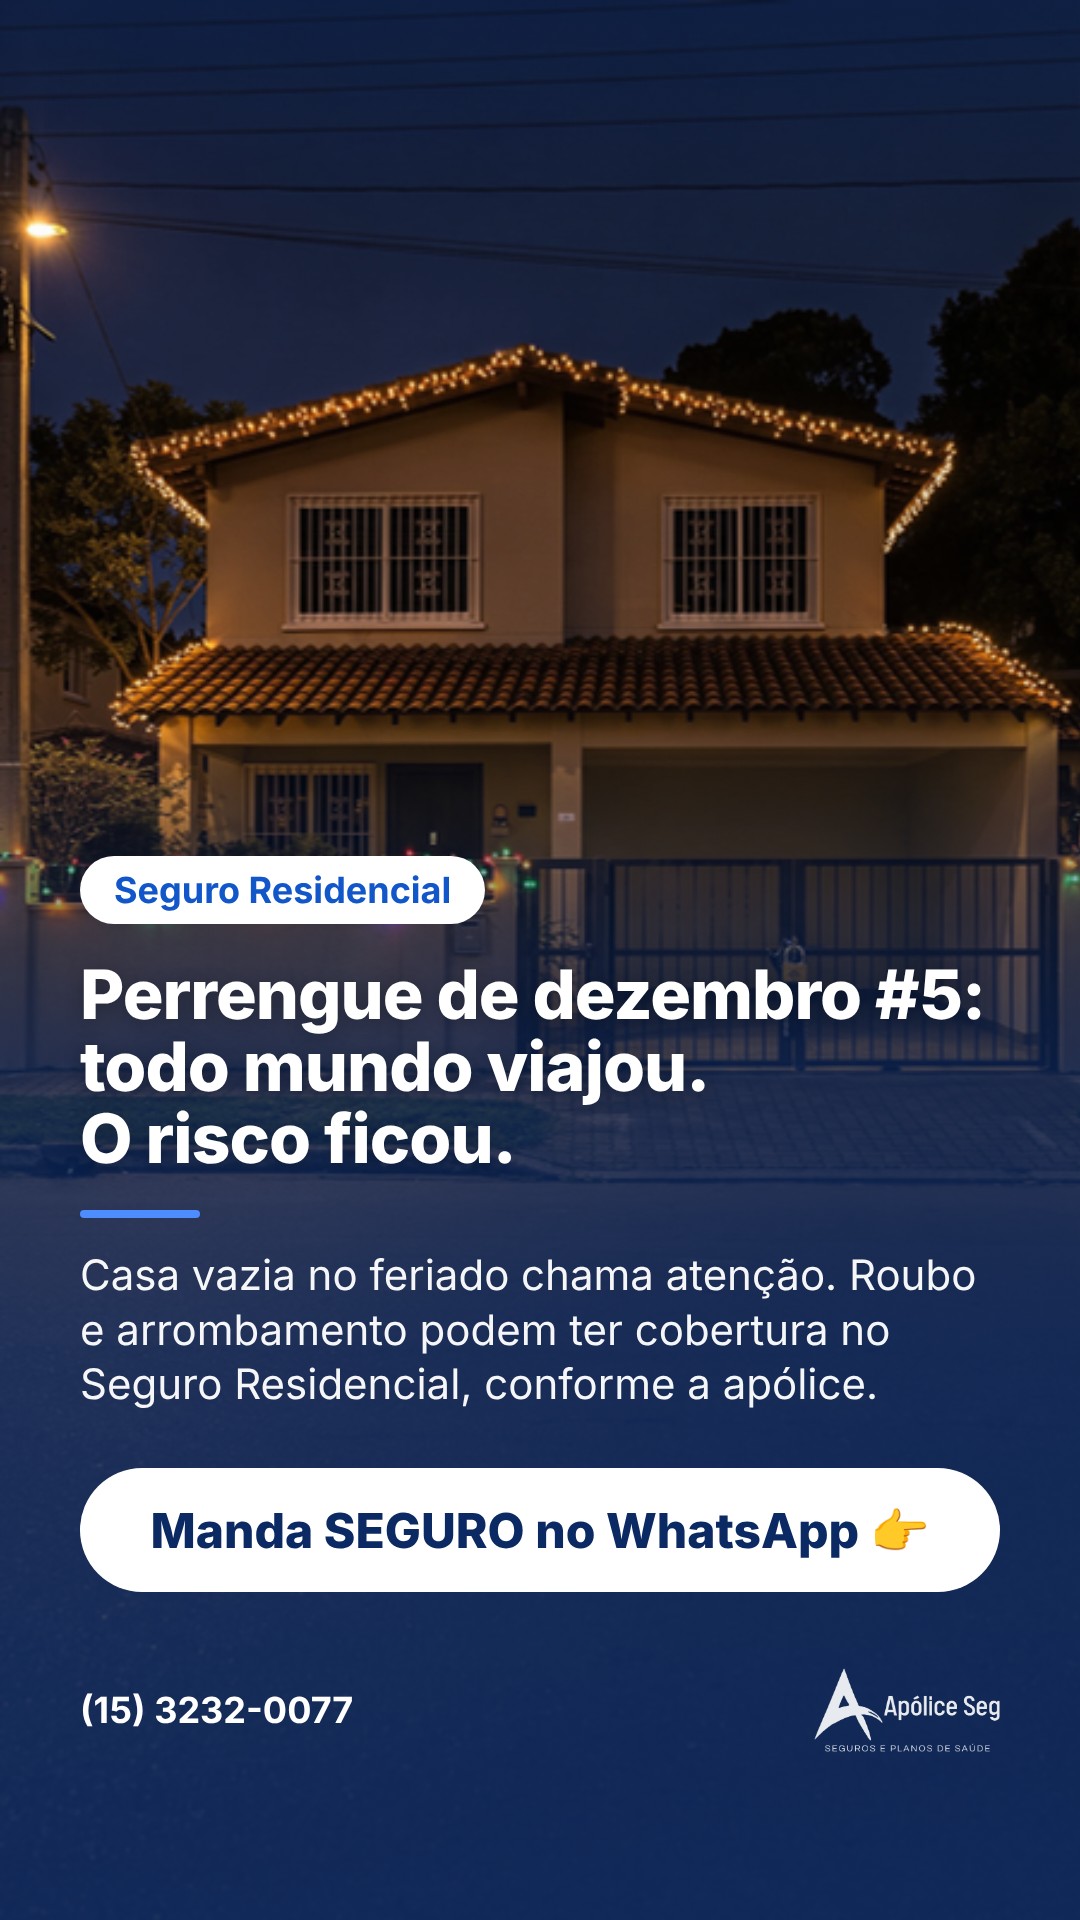 Seguro Residencial
Perrengue de dezembro #5:
todo mundo viajou.
O risco ficou.
Casa vazia no feriado chama atenção. Roubo
e arrombamento podem ter cobertura no
Seguro Residencial, conforme a apólice.
Manda SEGURO no WhatsApp 👉
(15) 3232-0077
Apólice Seg
SEGUROS E PLANOS DE SAÚDE